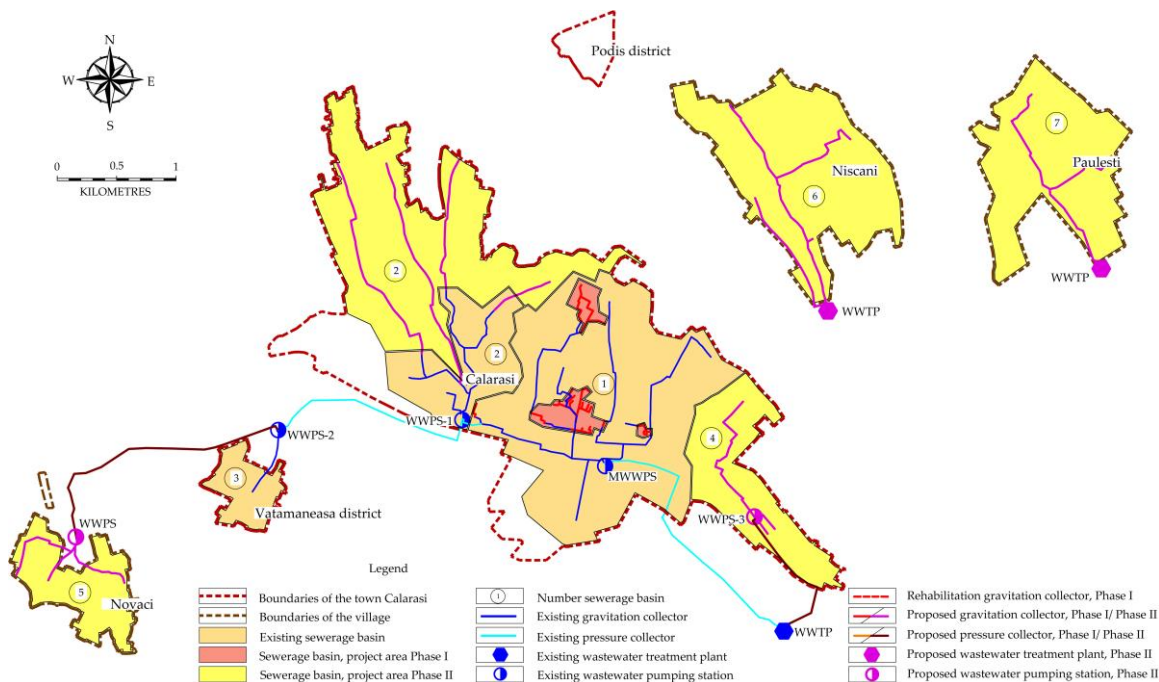 Podis district
N
W
E
S
0
0.5
1
KILOMETRES
7
Paulesti
Niscani
6
WWTP
2
WWTP
2
Calarasi
1
WWPS-1
WWPS-2
4
MWWPS
3
Vatamaneasa district
WWPS-3
WWPS
5
Novaci
WWTP
Legend
Boundaries of the town Calarasi
Boundaries of the village
Existing sewerage basin
Sewerage basin, project area Phase I
Sewerage basin, project area Phase II
1
Number sewerage basin
Existing gravitation collector
Existing pressure collector
Existing wastewater treatment plant
Existing wastewater pumping station
Rehabilitation gravitation collector, Phase I
Proposed gravitation collector, Phase I/ Phase II
Proposed pressure collector, Phase I/ Phase II
Proposed wastewater treatment plant, Phase II
Proposed wastewater pumping station, Phase II